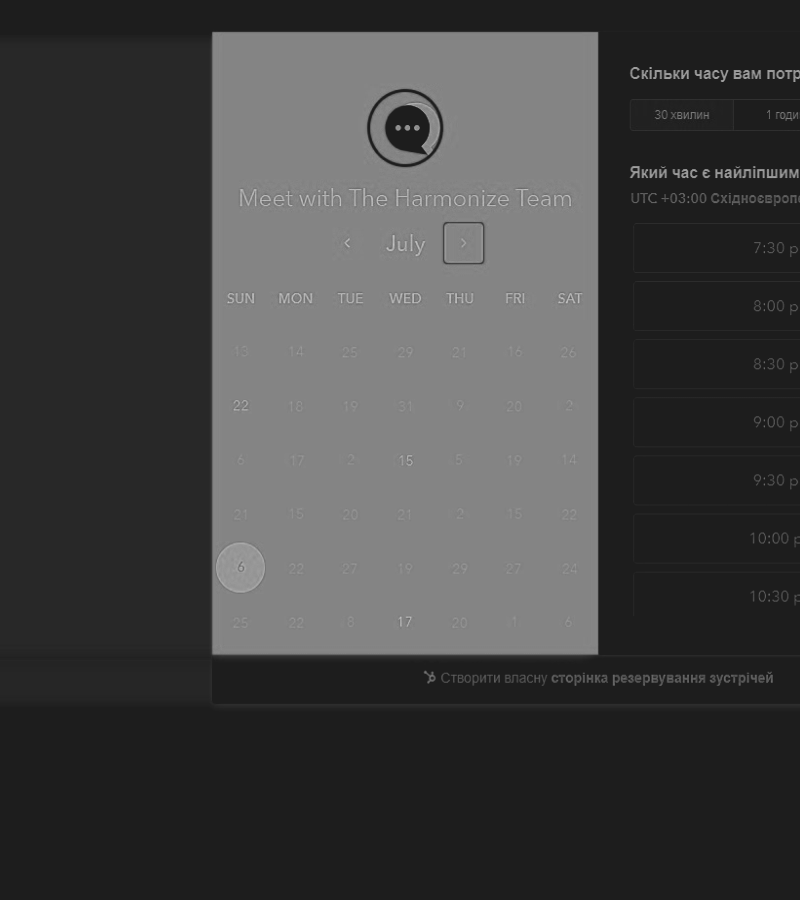 Meet with The Harmonize Team
July
SUN MON TUE WED THU FRI SAT
13 14 25 29 21 16 26
22 18 19 31 9 20 2
6 17 2 15 5 19 14
21 15 20 21 2 15 22
6 22 27 19 29 27 24
25 22 8 17 20 1 6
Скільки часу вам потр
30 хвилин 1 годи
Який час є найліпшим
UTC +03:00 Східноєвропе
7:30 p
8:00 p
8:30 p
9:00 p
9:30 p
10:00 p
10:30 p
Створити власну сторінка резервування зустрічей